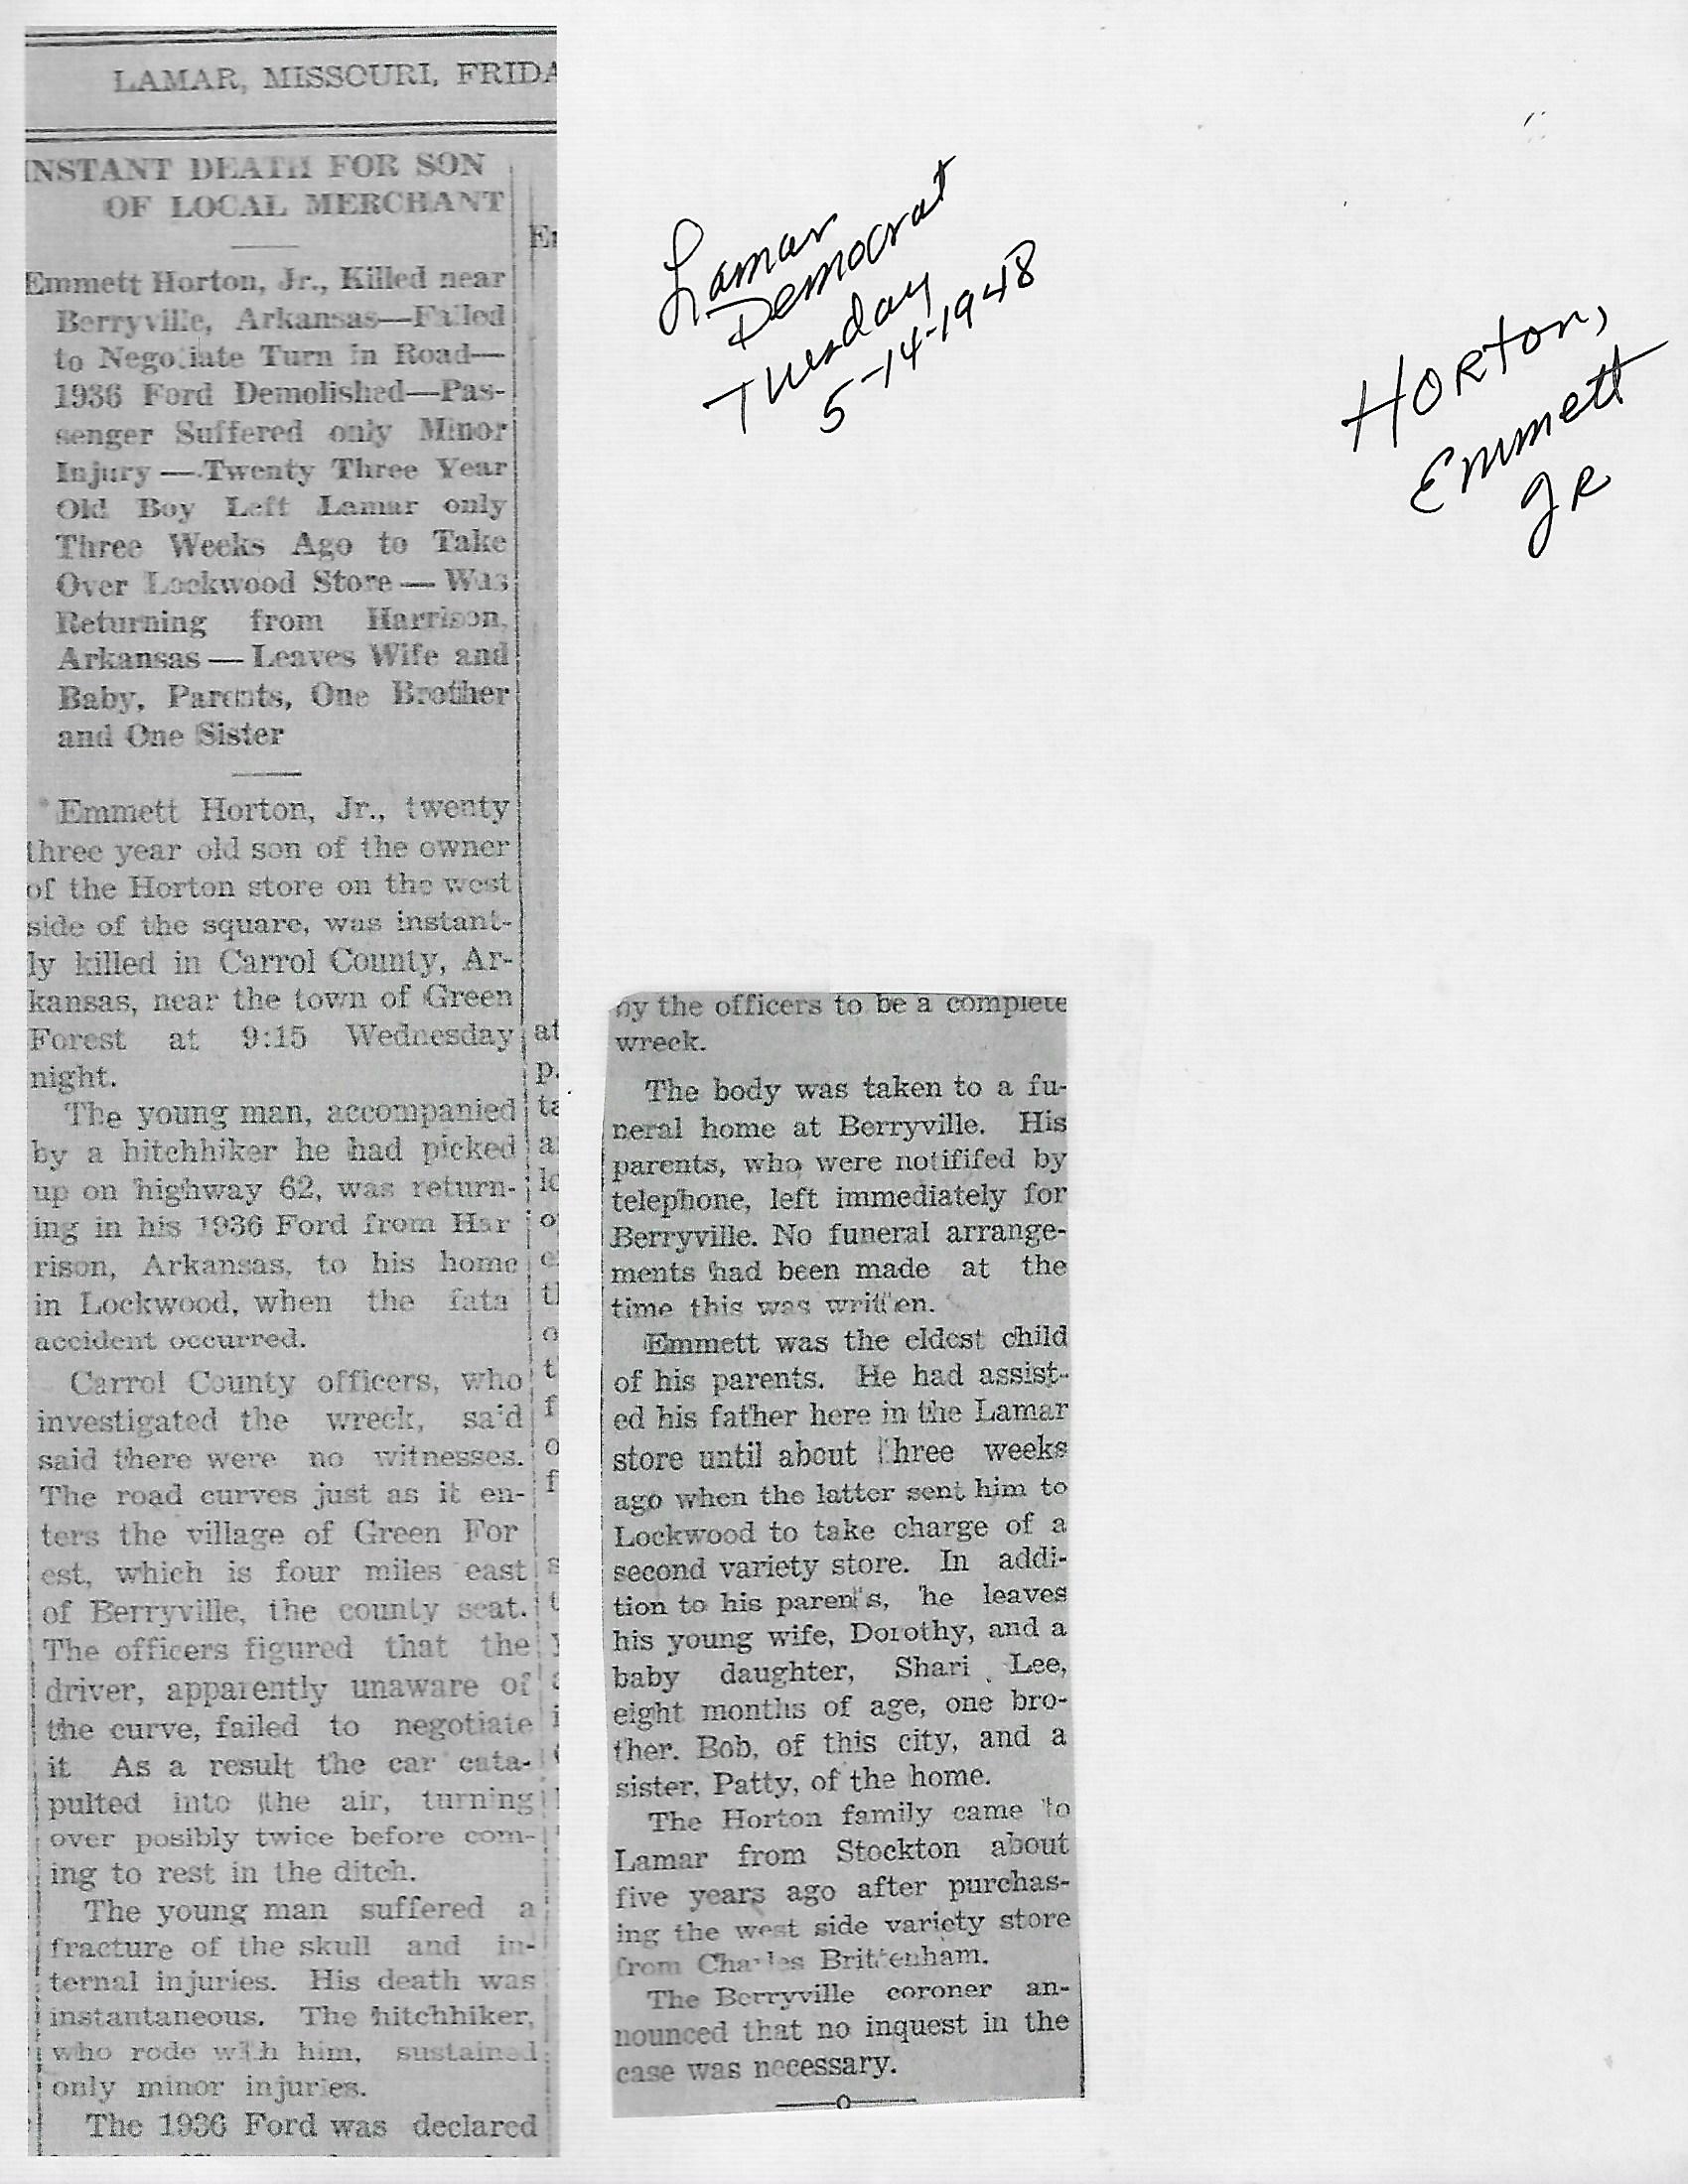 LAMAR, MISSOURI, FRIDA
INSTANT DEATH FOR SON
OF LOCAL MERCHANT
Emmett Horton, Jr., Killed near
Berryville, Arkansas—Failed
to Negotiate Turn in Road—
1936 Ford Demolished—Pas-
senger Suffered only Minor
Injury—Twenty Three Year
Old Boy Left Lamar only
Three Weeks Ago to Take
Over Lockwood Store—Was
Returning from Harrison,
Arkansas—Leaves Wife and
Baby, Parents, One Brother
and One Sister
Emmett Horton, Jr., twenty
three year old son of the owner
of the Horton store on the west
side of the square, was instant-
ly killed in Carrol County, Ar-
kansas, near the town of Green
Forest at 9:15 Wednesday
night.
The young man, accompanied
by a hitchhiker he had picked
up on highway 62, was return-
ing in his 1936 Ford from Har
rison, Arkansas, to his home
in Lockwood, when the fata
accident occurred.
Carrol County officers, who
investigated the wreck, said
said there were no witnesses.
The road curves just as it en-
ters the village of Green For
est, which is four miles east
of Berryville, the county seat.
The officers figured that the
driver, apparently unaware of
the curve, failed to negotiate
it As a result the car cata-
pulted into the air, turning
over posibly twice before com-
ing to rest in the ditch.
The young man suffered a
fracture of the skull and in-
ternal injuries. His death was
instantaneous. The hitchhiker,
who rode with him, sustained
only minor injuries.
The 1936 Ford was declared
by the officers to be a complete
wreck.
The body was taken to a fu-
neral home at Berryville. His
parents, who were notififed by
telephone, left immediately for
Berryville. No funeral arrange-
ments had been made at the
time this was written.
Emmett was the eldest child
of his parents. He had assist-
ed his father here in the Lamar
store until about three weeks
ago when the latter sent him to
Lockwood to take charge of a
second variety store. In addi-
tion to his parents, he leaves
his young wife, Dorothy, and a
baby daughter, Shari Lee,
eight months of age, one bro-
ther. Bob, of this city, and a
sister, Patty, of the home.
The Horton family came to
Lamar from Stockton about
five years ago after purchas-
ing the west side variety store
from Charles Brittenham.
The Berryville coroner an-
nounced that no inquest in the
case was necessary.
Lamar
Democrat
Tuesday
5-14-1948
Horton,
Emmett
JR